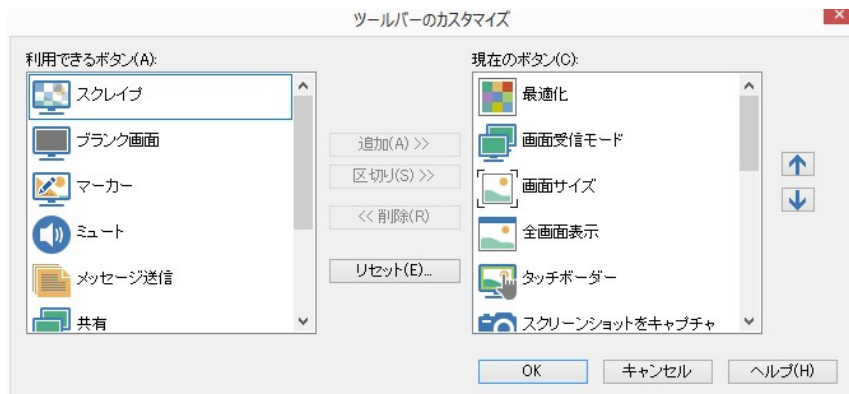 ツールバーのカスタマイズ
利用できるボタン(A):
スクレイプ
ブランク画面
マーカー
ミュート
メッセージ送信
共有
追加(A) >>
区切り(S) >>
<< 削除(R)
リセット(E)...
現在のボタン(C):
最適化
画面受信モード
画面サイズ
全画面表示
タッチボーダー
スクリーンショットをキャプチャ
OK
キャンセル
ヘルプ(H)